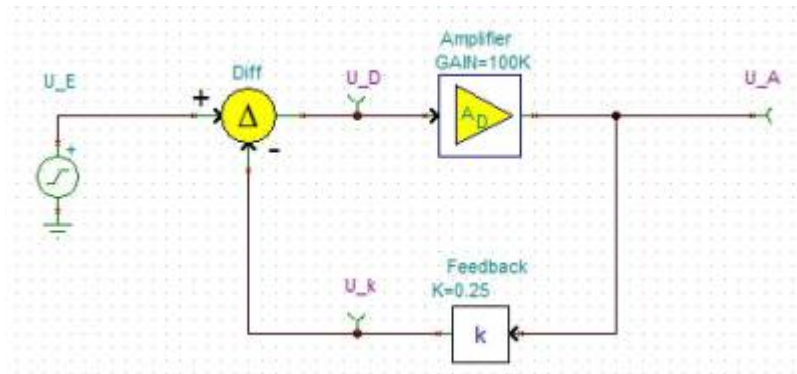 Amplifier
GAIN=100K
U_E
Diff
U_D
U_A
+
Δ
A_D
+
-
Feedback
K=0.25
U_k
k